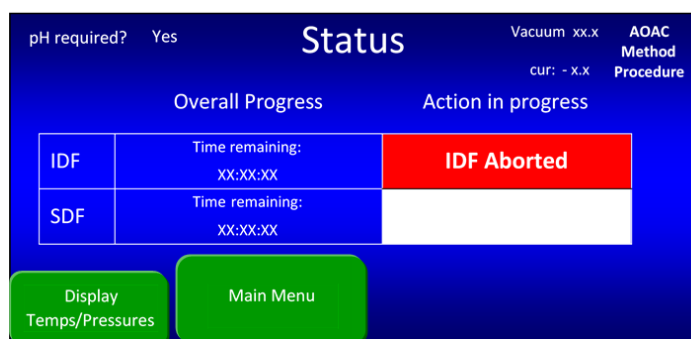 pH required? Yes
Status
Vacuum xx.x
cur: - x.x
AOAC
Method
Procedure
Overall Progress
Action in progress
IDF
Time remaining:
XX:XX:XX
IDF Aborted
SDF
Time remaining:
XX:XX:XX
Display
Temps/Pressures
Main Menu